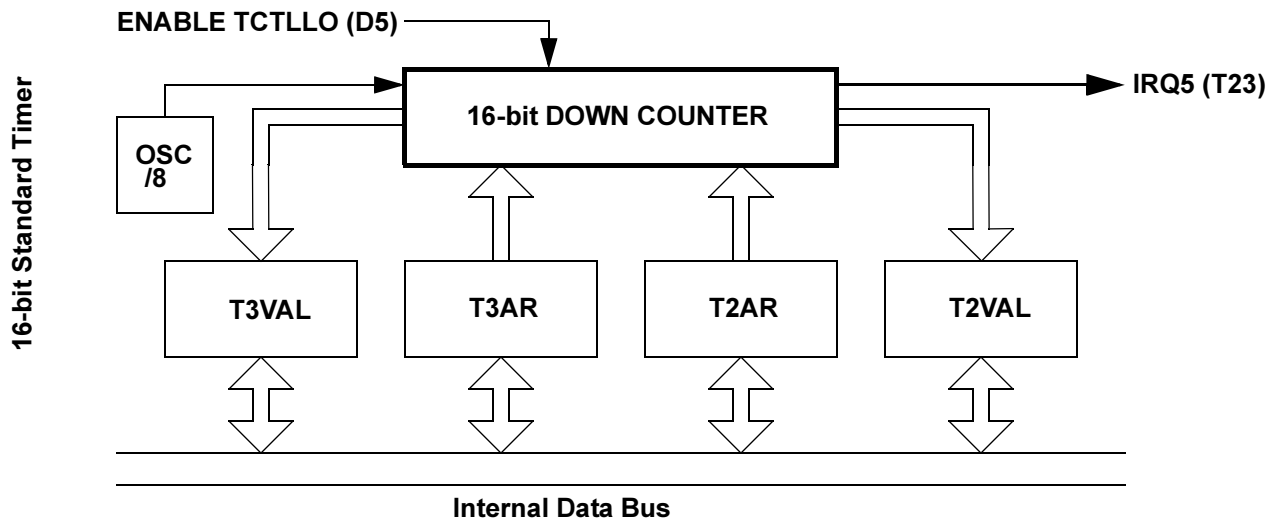 ENABLE TCTLLO (D5)
16-bit Standard Timer
IRQ5 (T23)
16-bit DOWN COUNTER
OSC
/8
T3VAL
T3AR
T2AR
T2VAL
Internal Data Bus